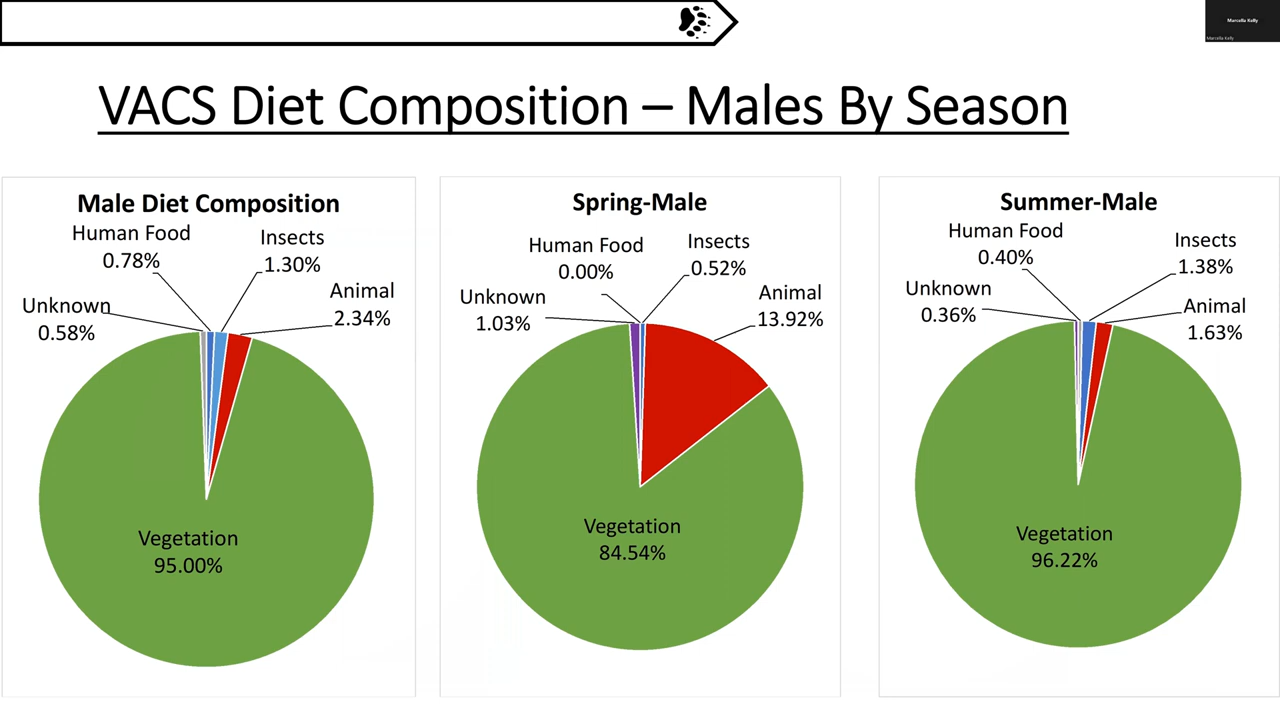 Marcella Kelly
Marcella Kelly
VACS Diet Composition – Males By Season
Male Diet Composition
Human Food
0.78%
Insects
1.30%
Animal
2.34%
Unknown
0.58%
Vegetation
95.00%
Spring-Male
Human Food
0.00%
Insects
0.52%
Animal
13.92%
Unknown
1.03%
Vegetation
84.54%
Summer-Male
Human Food
0.40%
Insects
1.38%
Animal
1.63%
Unknown
0.36%
Vegetation
96.22%